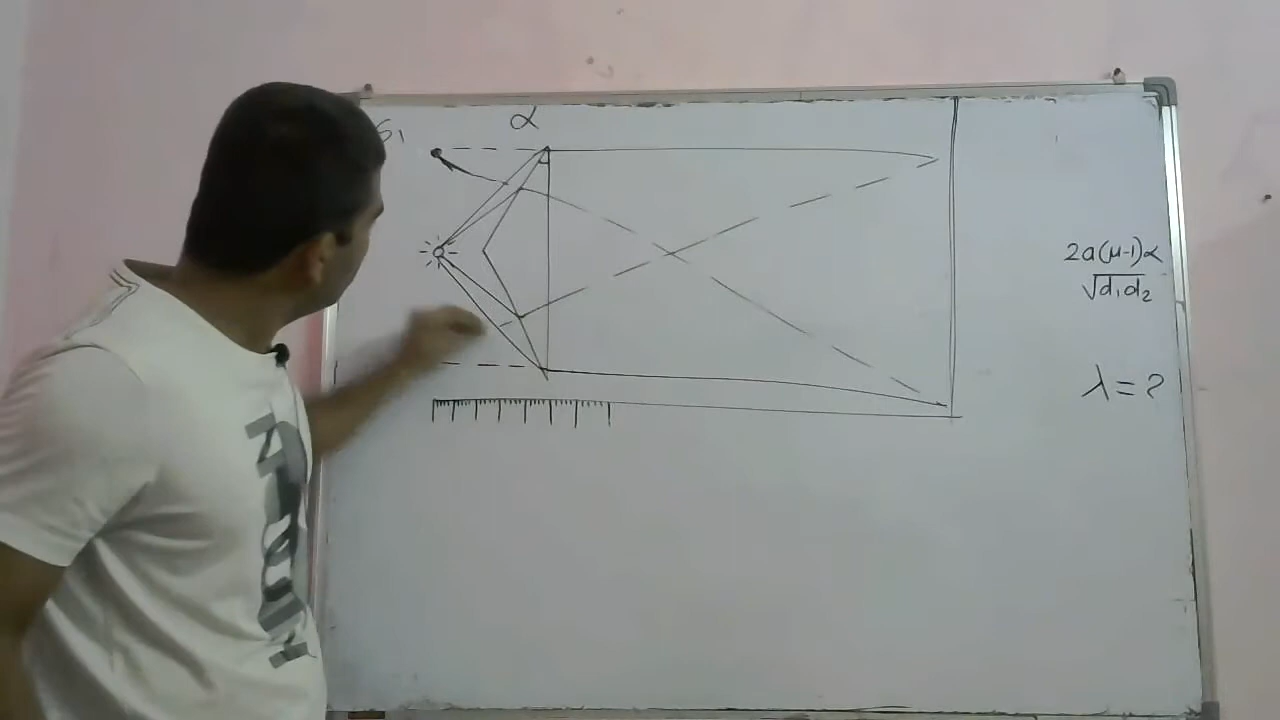 S₁
α
2a(μ-1)α
√d₁d₂
λ = ?